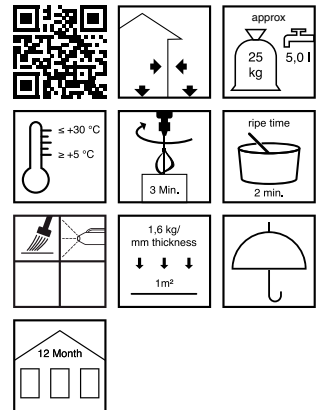 approx
25
kg
5,0 l
≤ +30 °C
≥ +5 °C
3 Min.
ripe time
2 min.
1,6 kg/
mm thickness
1m²
12 Month